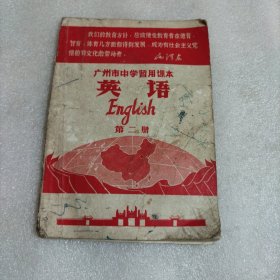 我们的教育方针，应该使受教育者在德育、
智育、体育几方面都得到发展，成为有社会主义觉
悟的有文化的劳动者。
毛泽东
广州市中学暂用课本
英语
English
第二册